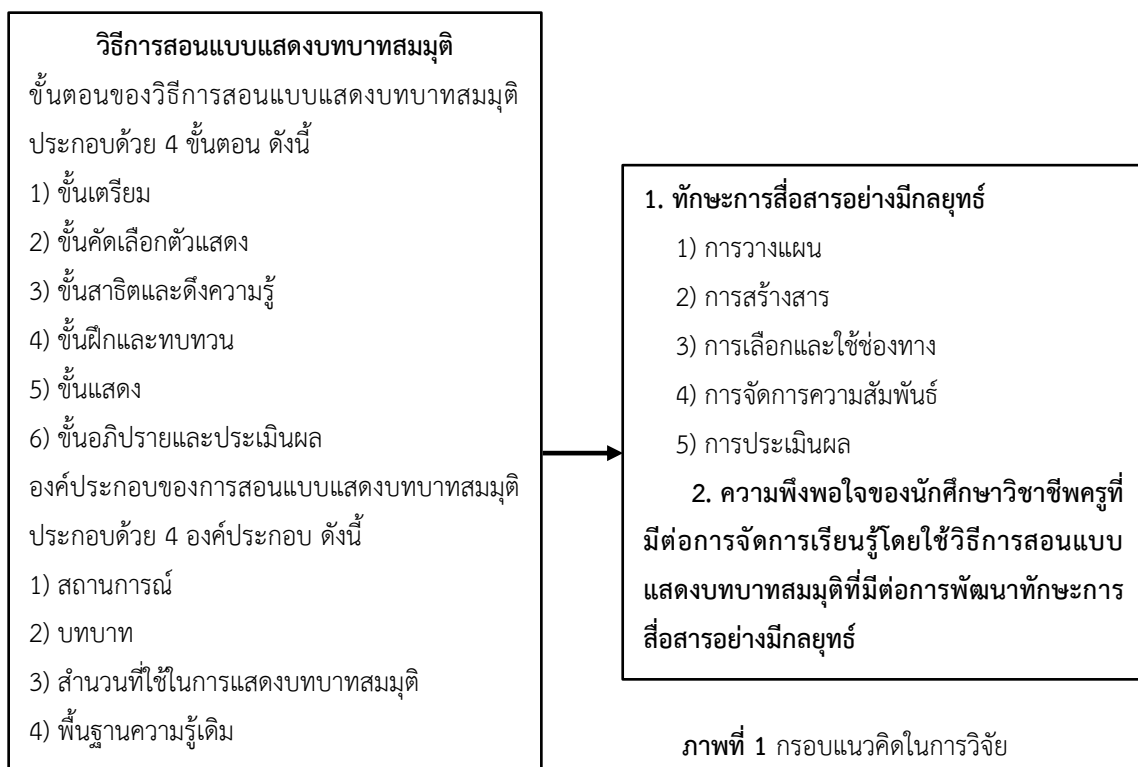 วิธีการสอนแบบแสดงบทบาทสมมุติ
ขั้นตอนของวิธีการสอนแบบแสดงบทบาทสมมุติ
ประกอบด้วย 4 ขั้นตอน ดังนี้
1) ขั้นเตรียม
2) ขั้นคัดเลือกตัวแสดง
3) ขั้นสาธิตและดึงความรู้
4) ขั้นฝึกและทบทวน
5) ขั้นแสดง
6) ขั้นอภิปรายและประเมินผล
องค์ประกอบของการสอนแบบแสดงบทบาทสมมุติ
ประกอบด้วย 4 องค์ประกอบ ดังนี้
1) สถานการณ์
2) บทบาท
3) สำนวนที่ใช้ในการแสดงบทบาทสมมุติ
4) พื้นฐานความรู้เดิม
1. ทักษะการสื่อสารอย่างมีกลยุทธ์
1) การวางแผน
2) การสร้างสาร
3) การเลือกและใช้ช่องทาง
4) การจัดการความสัมพันธ์
5) การประเมินผล
2. ความพึงพอใจของนักศึกษาวิชาชีพครูที่
มีต่อการจัดการเรียนรู้โดยใช้วิธีการสอนแบบ
แสดงบทบาทสมมุติที่มีต่อการพัฒนาทักษะการ
สื่อสารอย่างมีกลยุทธ์
ภาพที่ 1 กรอบแนวคิดในการวิจัย